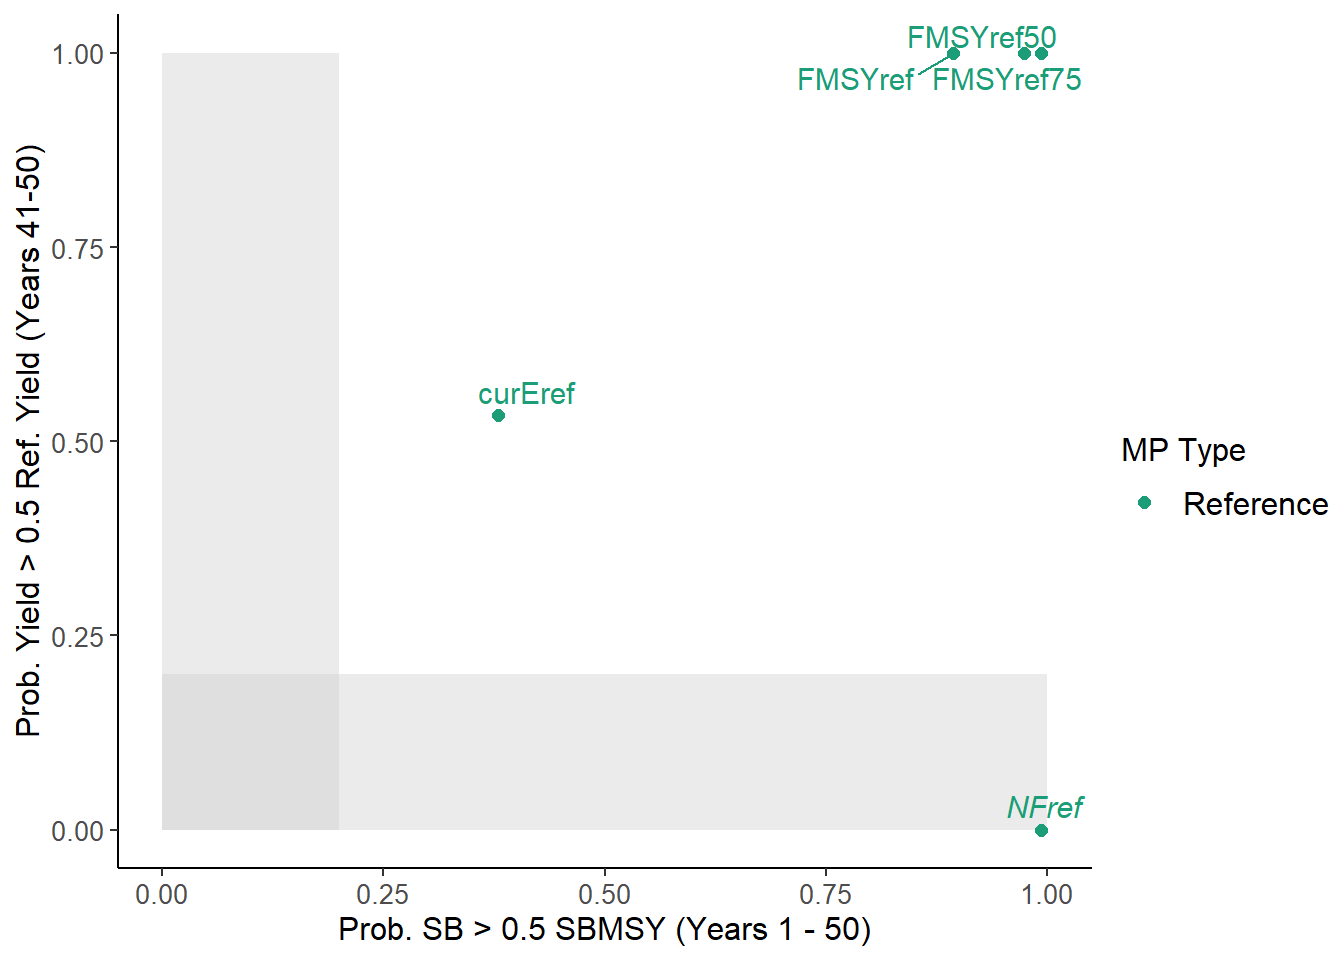 FMSYref50
FMSYref
FMSYref75
curEref
NFref
1.00
0.75
0.50
0.25
0.00
Prob. Yield > 0.5 Ref. Yield (Years 41-50)
0.00
0.25
0.50
0.75
1.00
Prob. SB > 0.5 SBMSY (Years 1 - 50)
MP Type
Reference